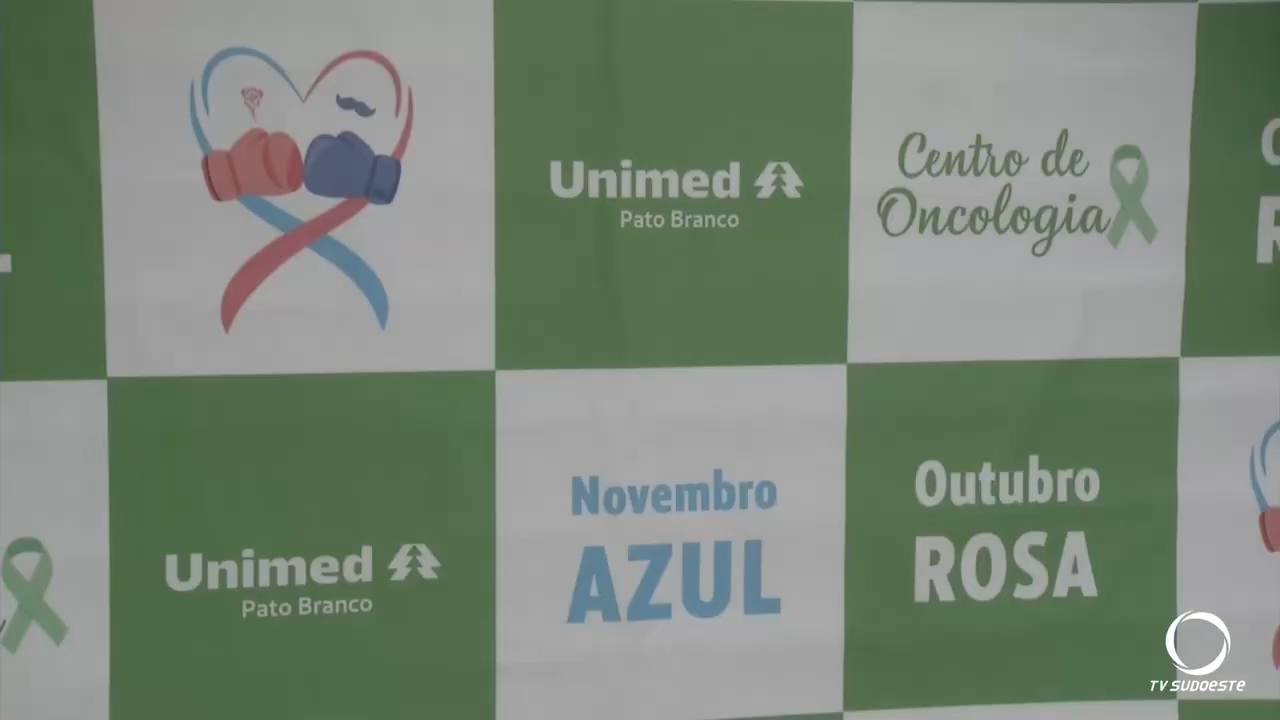 Unimed
Pato Branco
Centro de
Oncologia
Unimed
Pato Branco
Novembro
AZUL
Outubro
ROSA
TV SUDOESTE